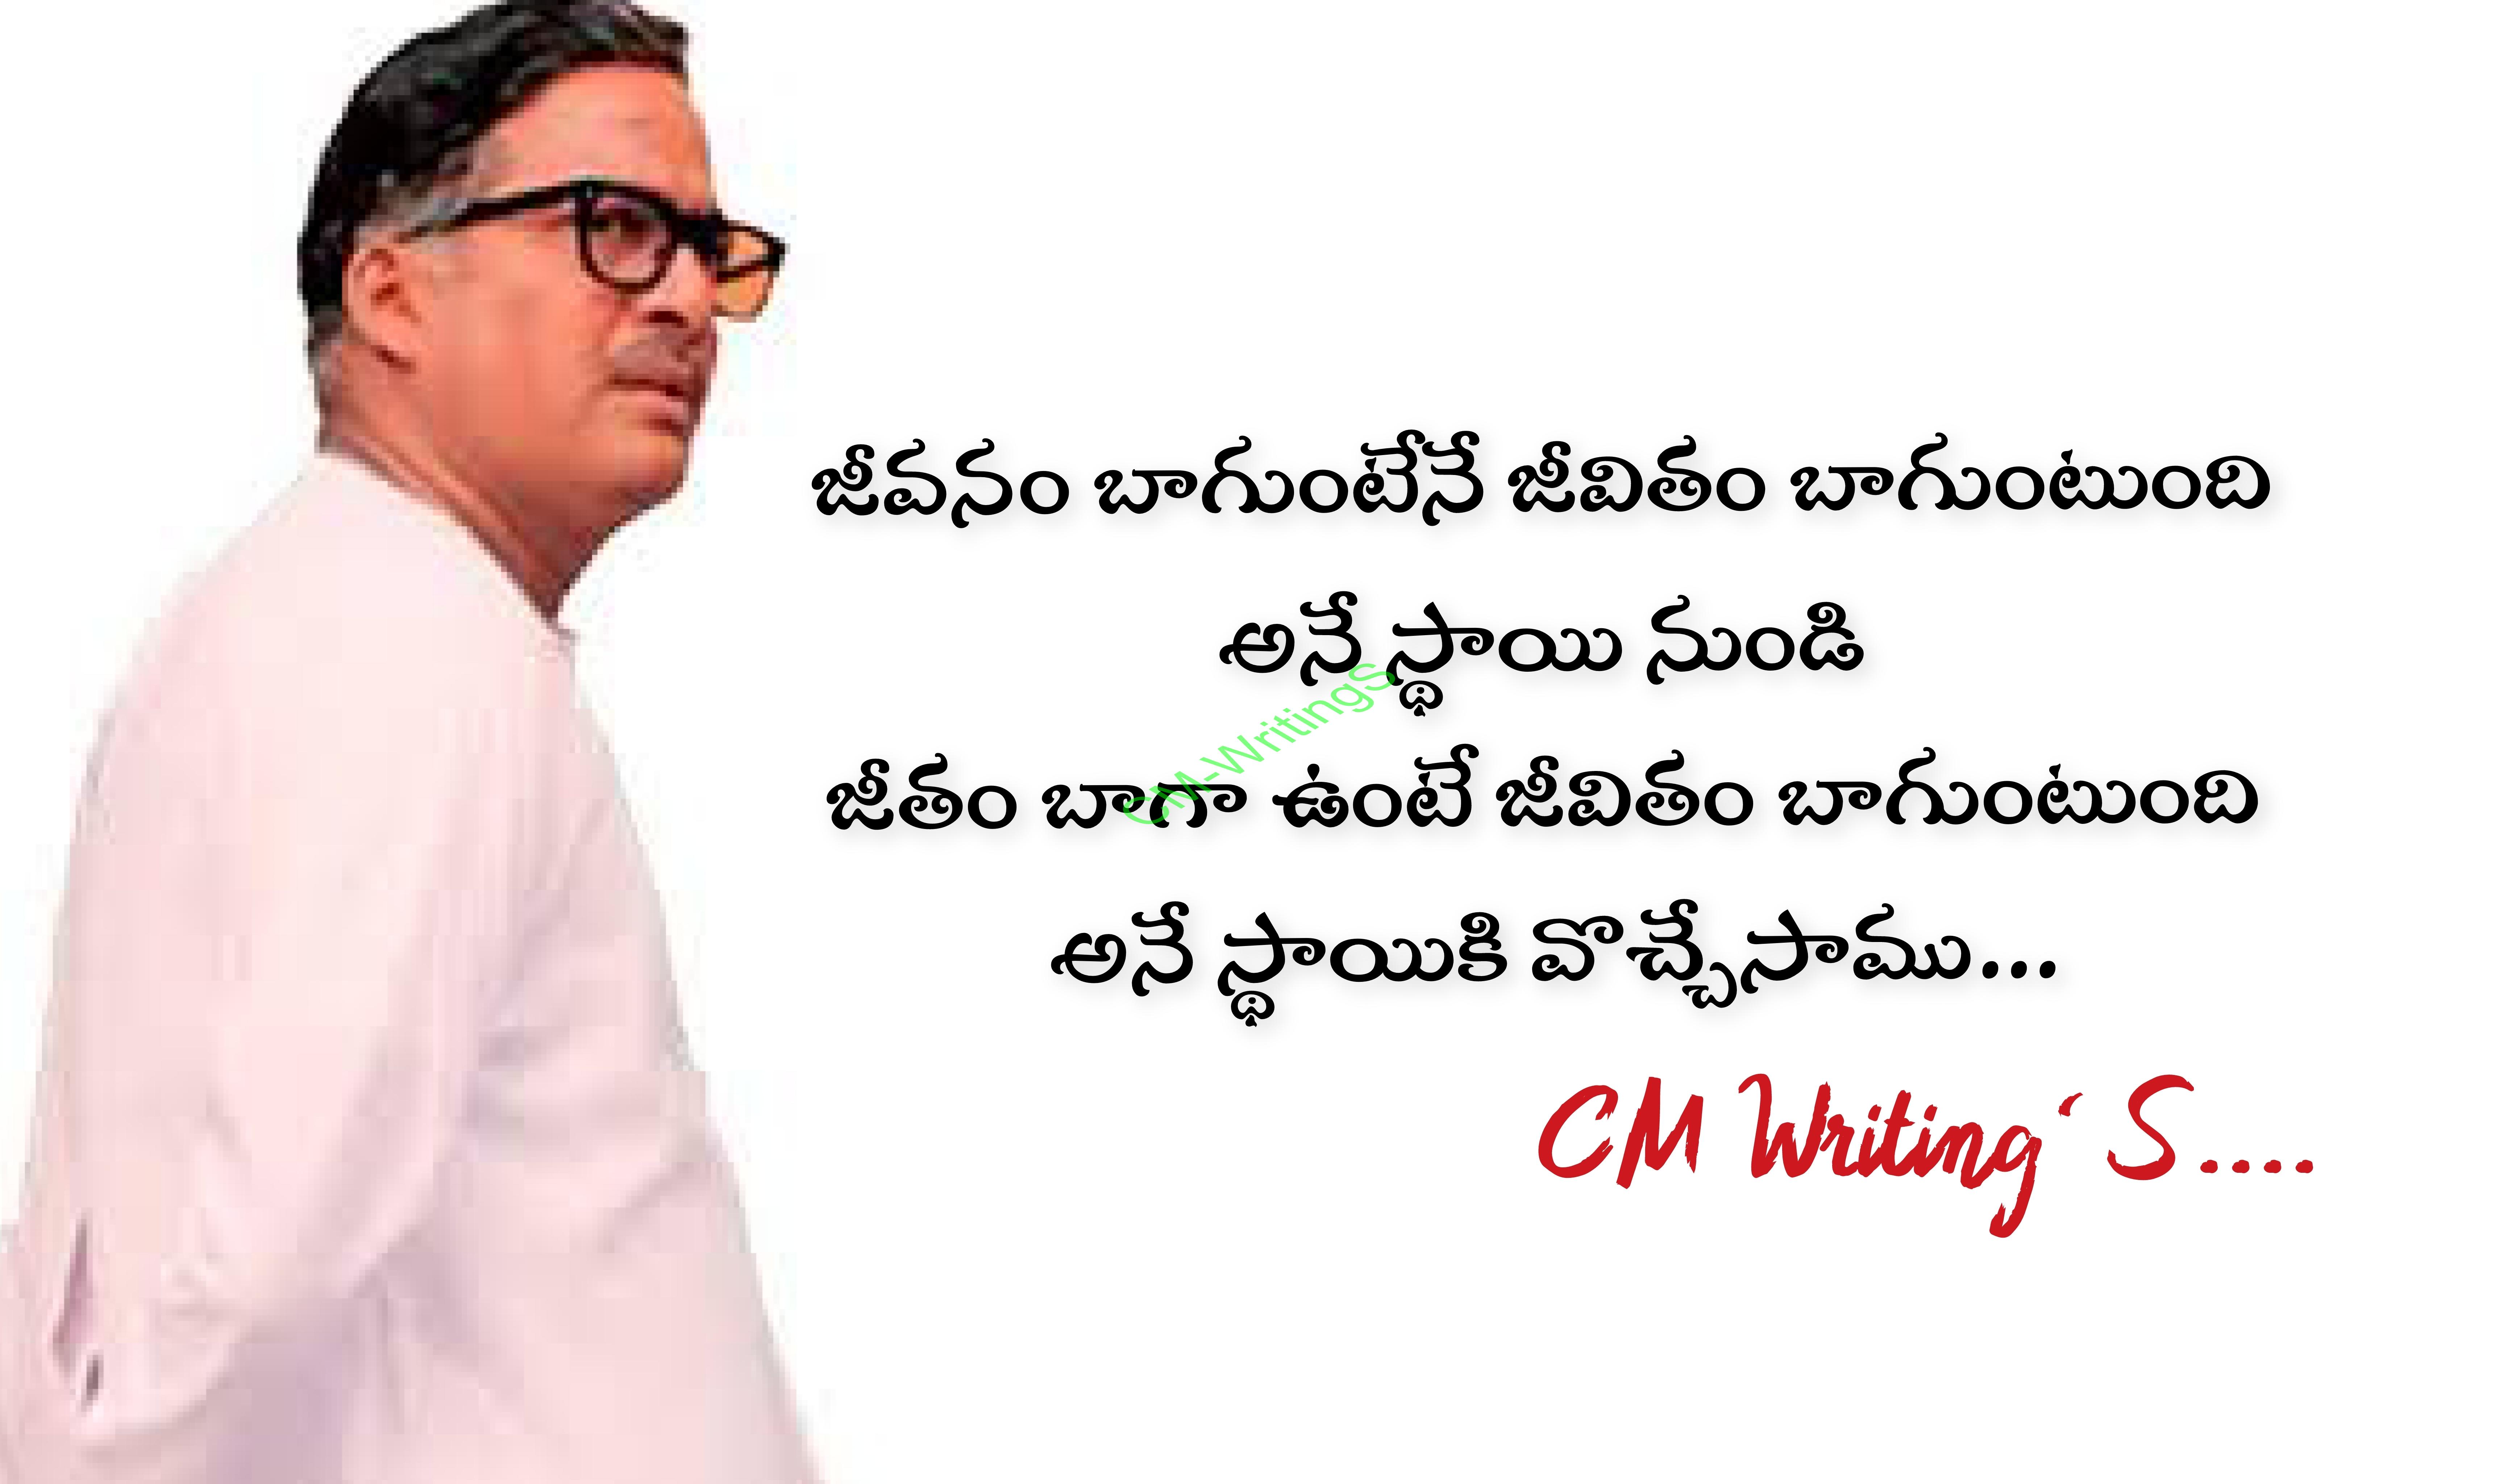 జీవనం బాగుంటేనే జీవితం బాగుంటుంది
అనే స్థాయి నుండి
జీతం బాగా ఉంటే జీవితం బాగుంటుంది
అనే స్థాయికి వొచ్చేసాము...
CM-WritingS
CM Writing‘ S....